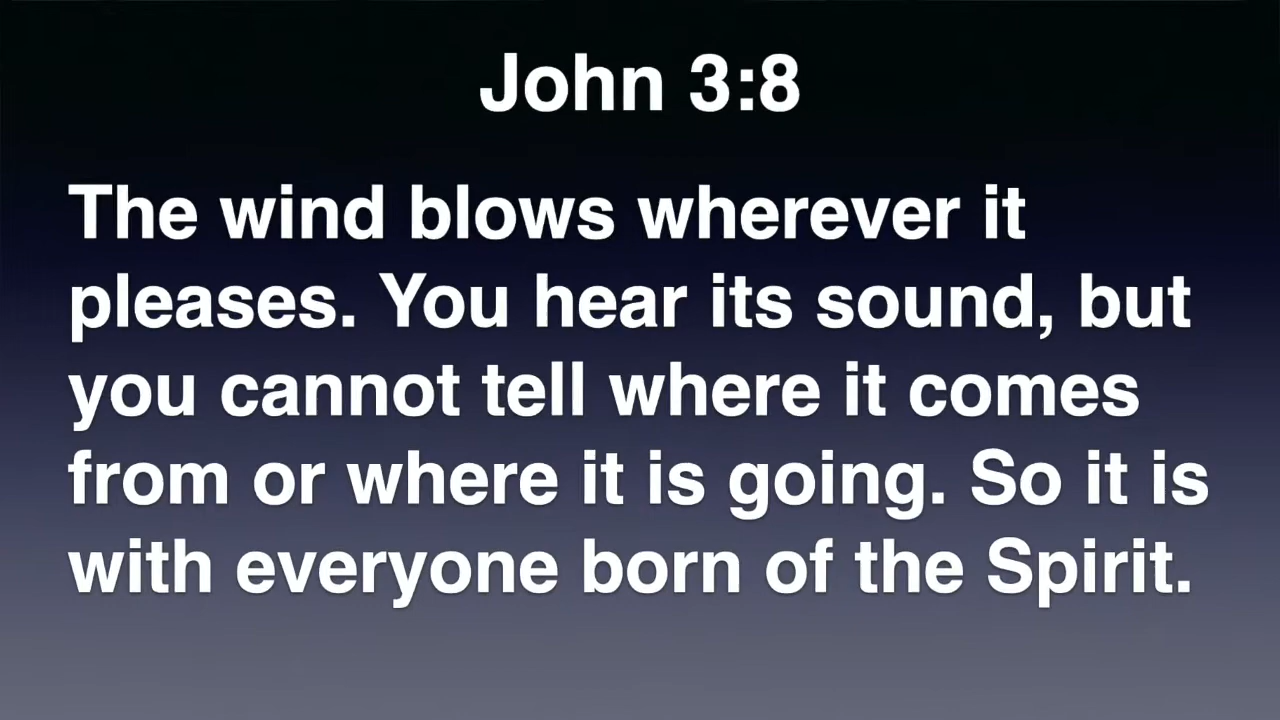 John 3:8
The wind blows wherever it
pleases. You hear its sound, but
you cannot tell where it comes
from or where it is going. So it is
with everyone born of the Spirit.